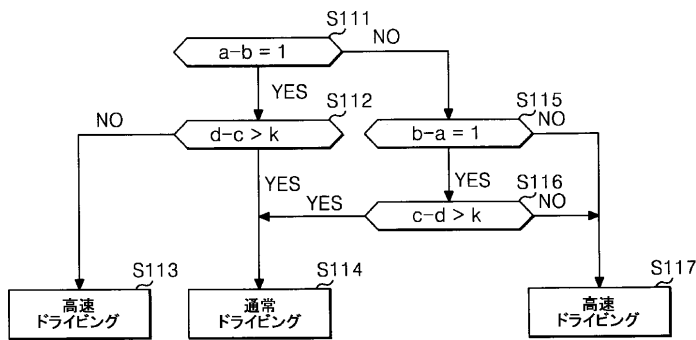 S111
a-b = 1
NO
YES
S112
NO
d-c > k
S115
b-a = 1
NO
YES
YES
S116
YES
c-d > k
NO
S113
高速
ドライビング
S114
通常
ドライビング
S117
高速
ドライビング